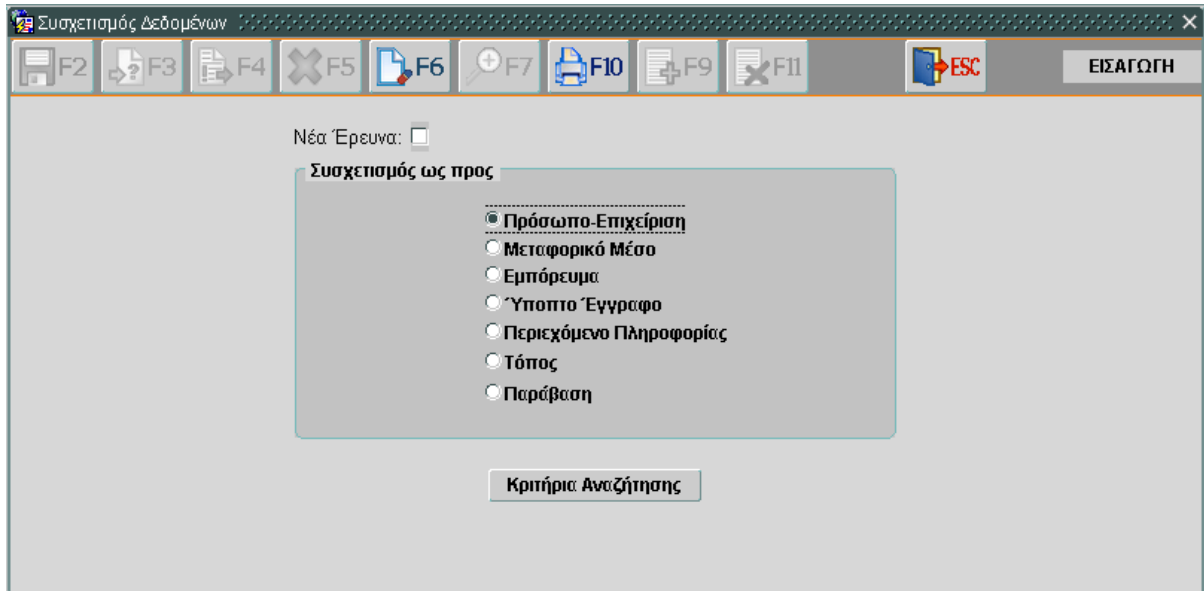 Συσχετισμός Δεδομένων
F2 F3 F4 F5 F6 F7 F10 F9 F11 ESC ΕΙΣΑΓΩΓΗ
Νέα Έρευνα:
Συσχετισμός ως προς
Πρόσωπο-Επιχείριση
Μεταφορικό Μέσο
Εμπόρευμα
Ύποπτο Έγγραφο
Περιεχόμενο Πληροφορίας
Τόπος
Παράβαση
Κριτήρια Αναζήτησης